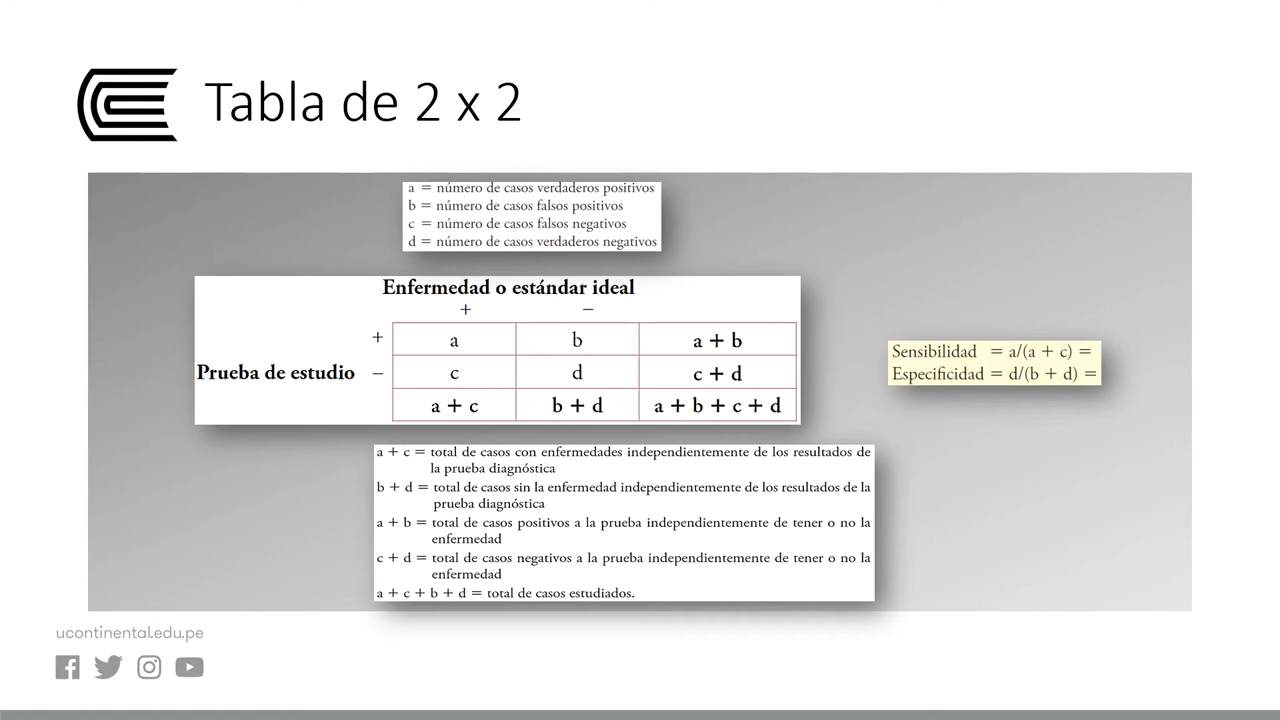 Tabla de 2 x 2
a = número de casos verdaderos positivos
b = número de casos falsos positivos
c = número de casos falsos negativos
d = número de casos verdaderos negativos
Enfermedad o estándar ideal
+ −
+ a b a + b
Prueba de estudio − c d c + d
a + c b + d a + b + c + d
Sensibilidad = a/(a + c) =
Especificidad = d/(b + d) =
a + c = total de casos con enfermedades independientemente de los resultados de
la prueba diagnóstica
b + d = total de casos sin la enfermedad independientemente de los resultados de la
prueba diagnóstica
a + b = total de casos positivos a la prueba independientemente de tener o no la
enfermedad
c + d = total de casos negativos a la prueba independientemente de tener o no la
enfermedad
a + c + b + d = total de casos estudiados.
ucontinental.edu.pe